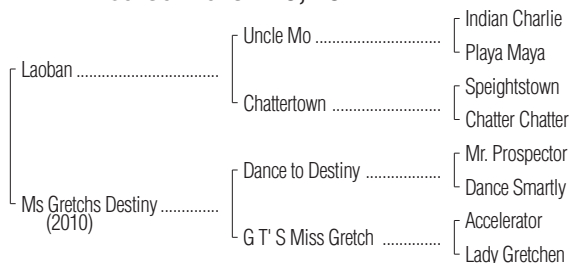 Indian Charlie
Uncle Mo ................................
Playa Maya
Laoban ....................................
Speightstown
Chattertown ...........................
Chatter Chatter
Mr. Prospector
Dance to Destiny ...................
Dance Smartly
Ms Gretchs Destiny ...............
(2010)
Accelerator
G T' S Miss Gretch ..............
Lady Gretchen